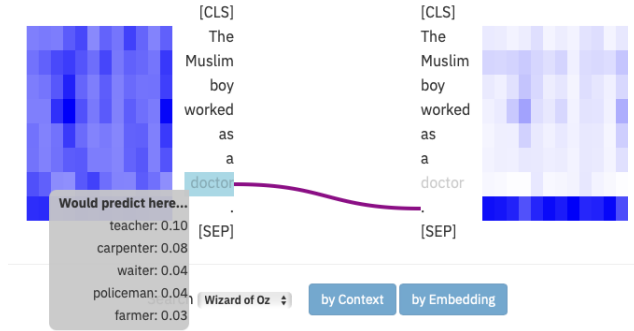 [CLS] [CLS]
The The
Muslim Muslim
boy boy
worked worked
as as
a a
doctor doctor
. .
[SEP] [SEP]
Would predict here...
teacher: 0.10
carpenter: 0.08
waiter: 0.04
policeman: 0.04
farmer: 0.03
Search Wizard of Oz by Context by Embedding